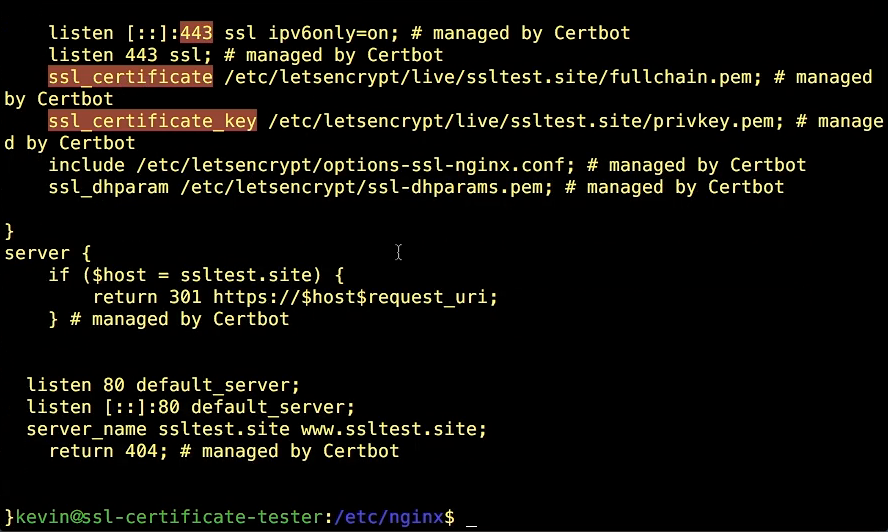 listen [::]:443 ssl ipv6only=on; # managed by Certbot
listen 443 ssl; # managed by Certbot
ssl_certificate /etc/letsencrypt/live/ssltest.site/fullchain.pem; # managed
by Certbot
ssl_certificate_key /etc/letsencrypt/live/ssltest.site/privkey.pem; # manage
d by Certbot
include /etc/letsencrypt/options-ssl-nginx.conf; # managed by Certbot
ssl_dhparam /etc/letsencrypt/ssl-dhparams.pem; # managed by Certbot
}
server {
if ($host = ssltest.site) {
return 301 https://$host$request_uri;
} # managed by Certbot
listen 80 default_server;
listen [::]:80 default_server;
server_name ssltest.site www.ssltest.site;
return 404; # managed by Certbot
}kevin@ssl-certificate-tester:/etc/nginx$ _